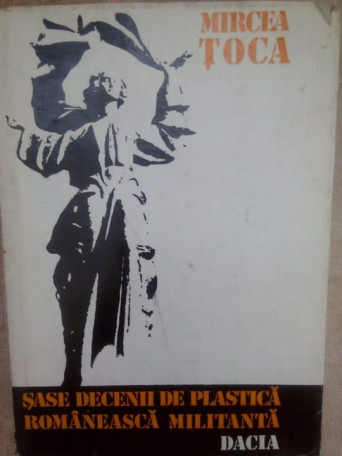 MIRCEA
ȚOCA
ȘASE DECENII DE PLASTICĂ
ROMÂNEASCĂ MILITANTĂ
DACIA